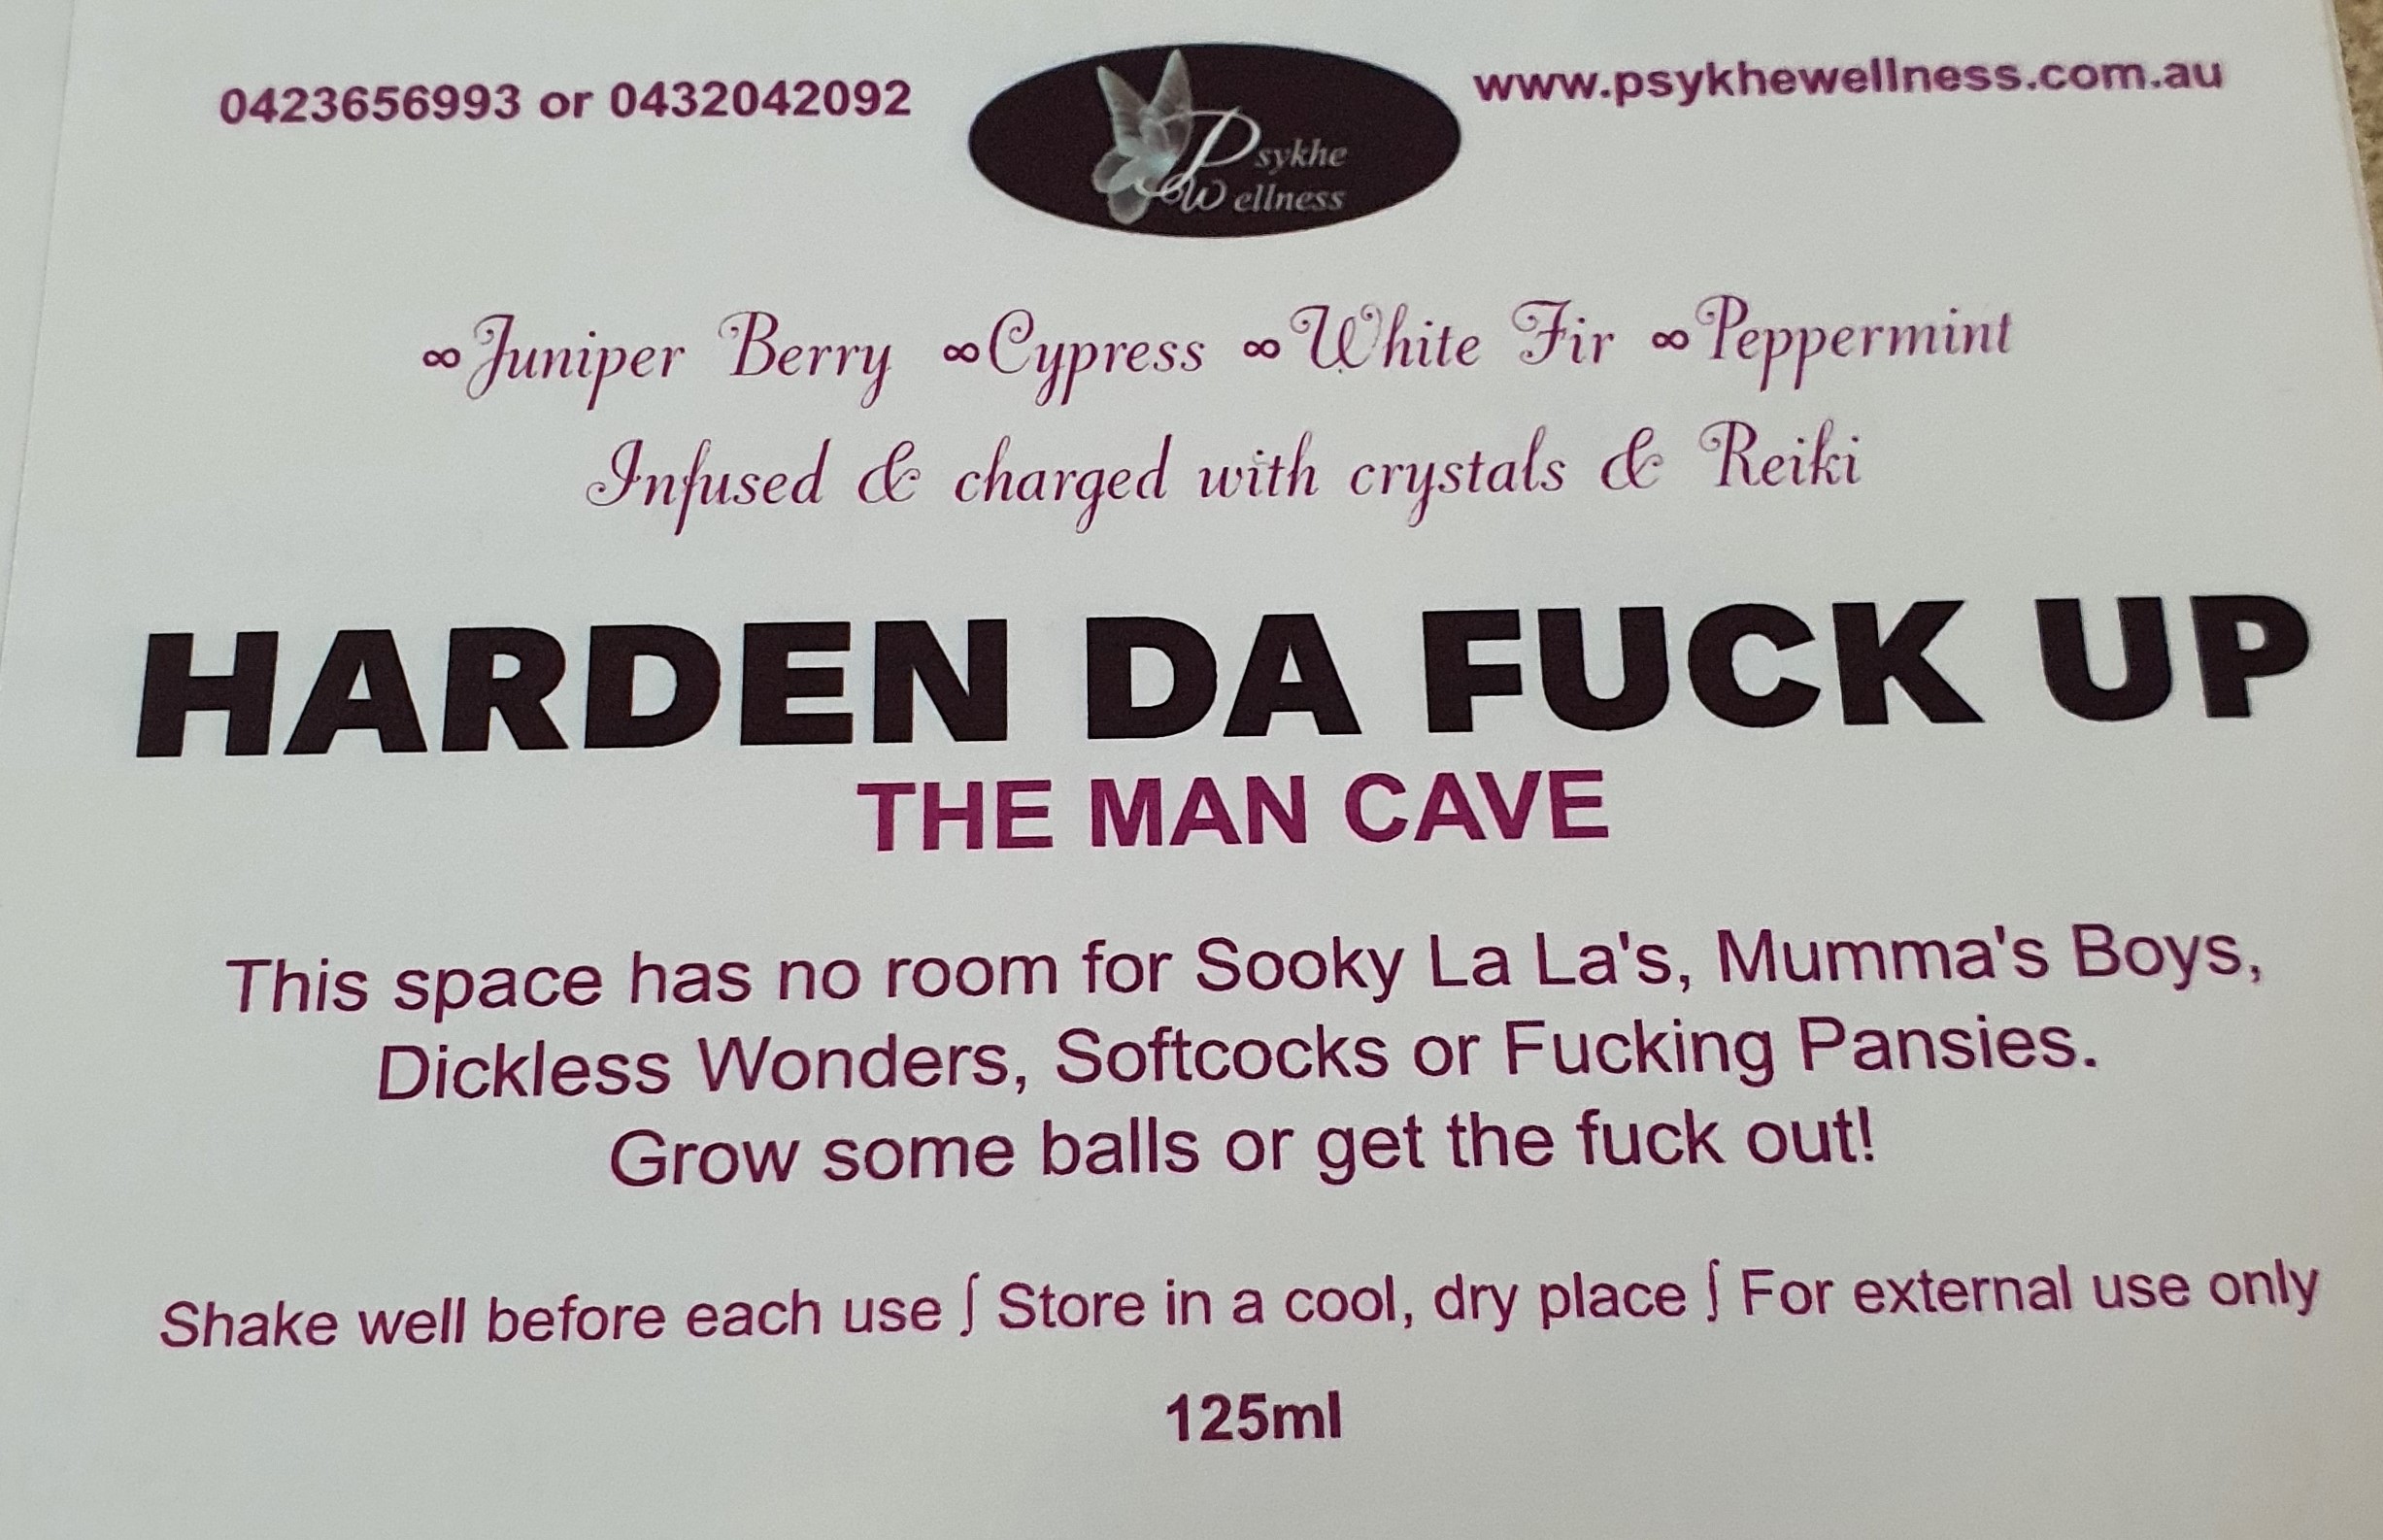 0423656993 or 0432042092
Psykhe
Wellness
www.psykhewellness.com.au
∞Juniper Berry ∞Cypress ∞White Fir ∞Peppermint
Infused & charged with crystals & Reiki
HARDEN DA FUCK UP
THE MAN CAVE
This space has no room for Sooky La La's, Mumma's Boys,
Dickless Wonders, Softcocks or Fucking Pansies.
Grow some balls or get the fuck out!
Shake well before each use ∫ Store in a cool, dry place ∫ For external use only
125ml